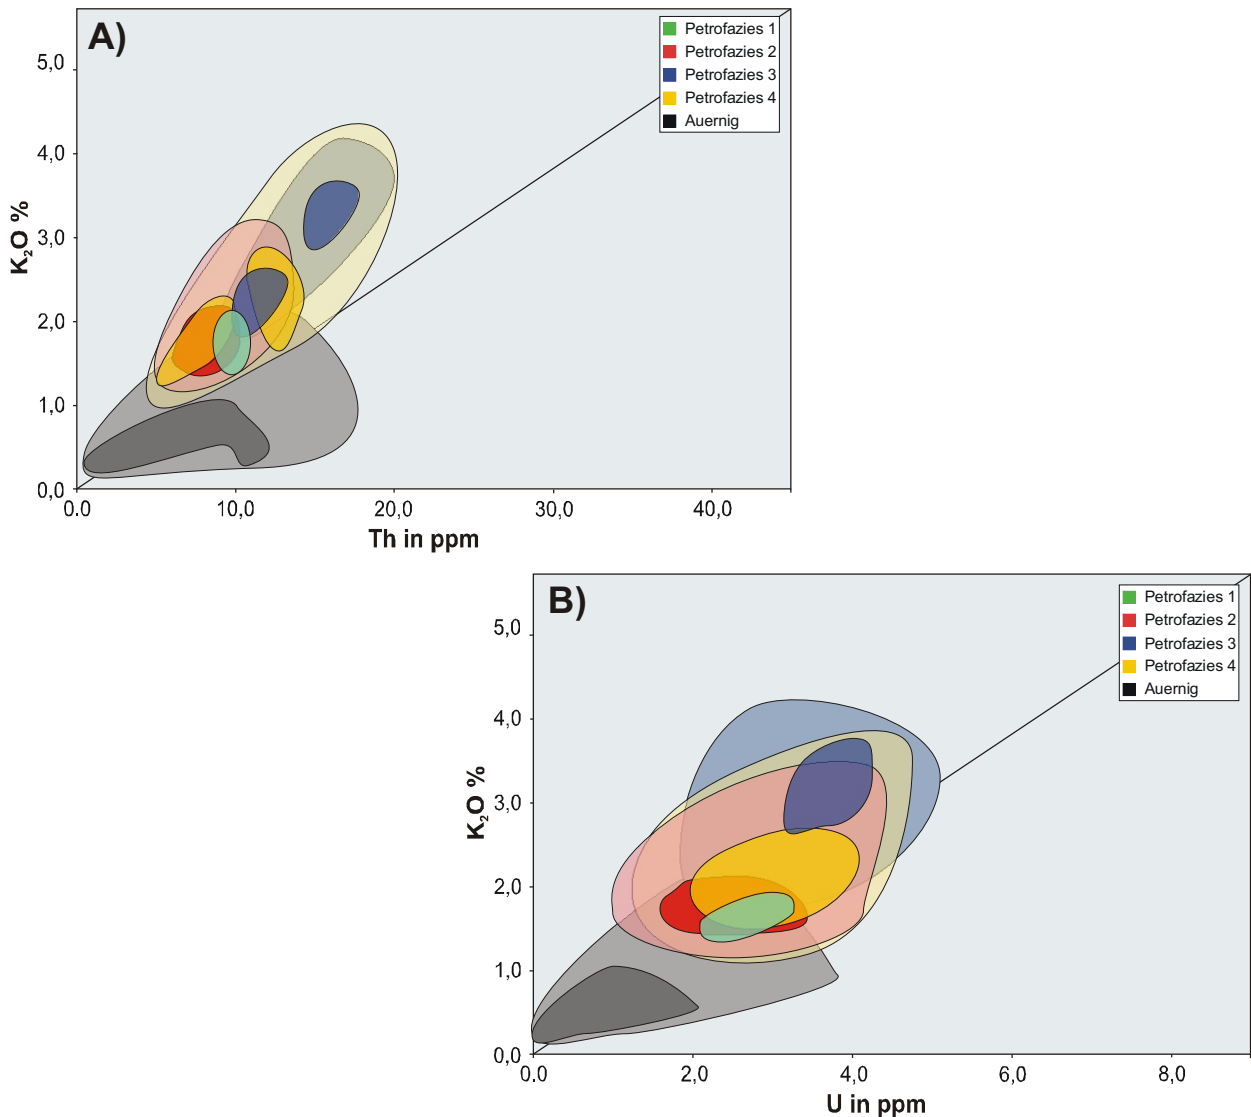 A)
Petrofazies 1
Petrofazies 2
Petrofazies 3
Petrofazies 4
Auernig
5,0
4,0
3,0
2,0
1,0
0,0
K₂O %
0.0 10,0 20,0 30,0 40,0
Th in ppm
B)
Petrofazies 1
Petrofazies 2
Petrofazies 3
Petrofazies 4
Auernig
5,0
4,0
3,0
2,0
1,0
0,0
K₂O %
0.0 2,0 4,0 6,0 8,0
U in ppm